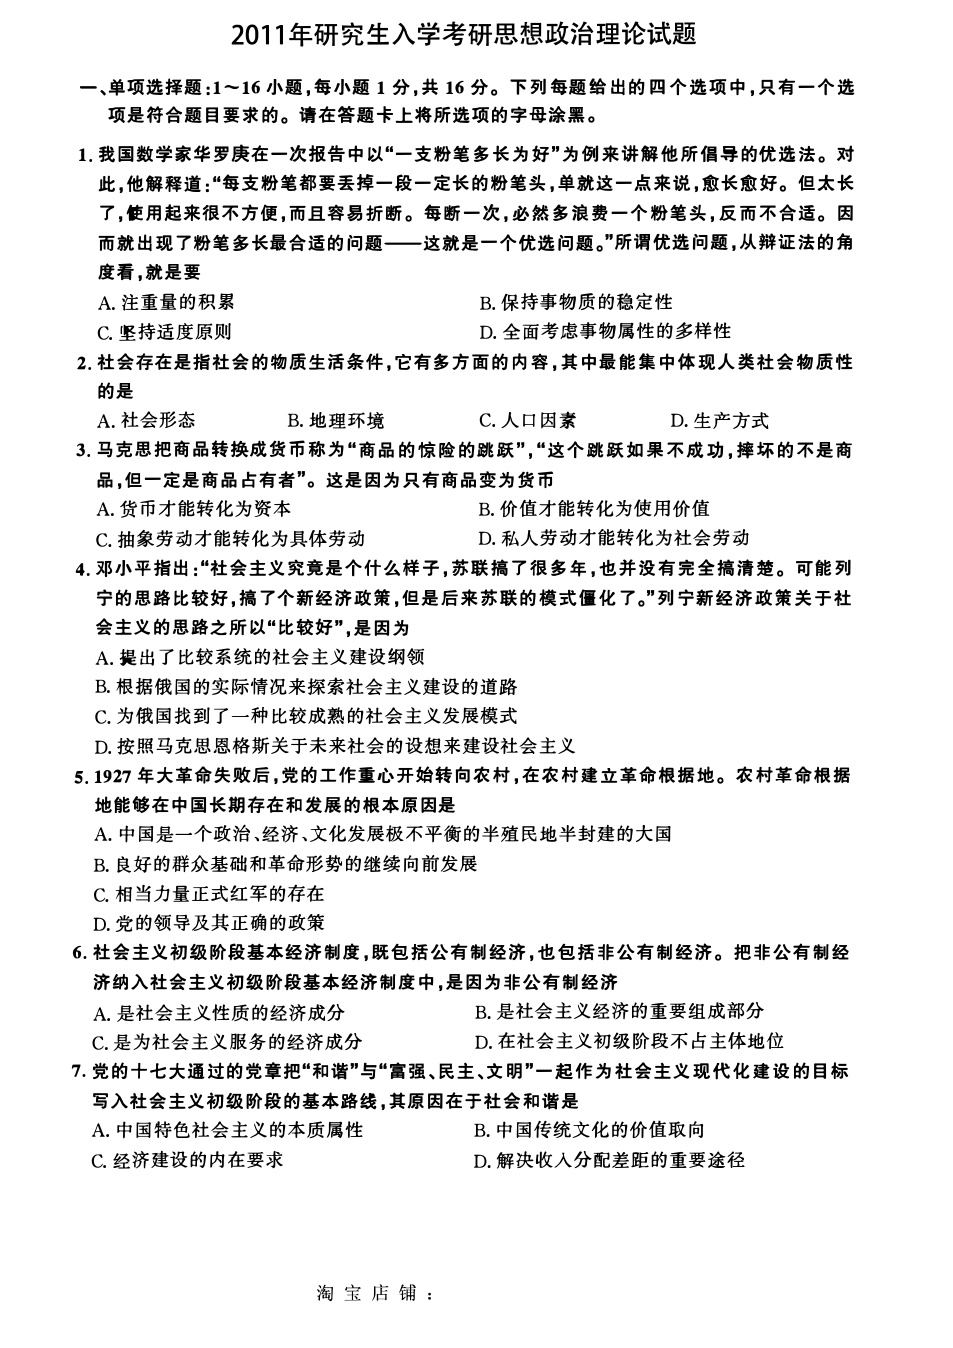 2011年研究生入学考研思想政治理论试题
一、单项选择题:1～16小题,每小题1分,共16分。下列每题给出的四个选项中,只有一个选
项是符合题目要求的。请在答题卡上将所选项的字母涂黑。
1. 我国数学家华罗庚在一次报告中以“一支粉笔多长为好”为例来讲解他所倡导的优选法。对
此,他解释道:“每支粉笔都要丢掉一段一定长的粉笔头,单就这一点来说,愈长愈好。但太长
了,使用起来很不方便,而且容易折断。每断一次,必然多浪费一个粉笔头,反而不合适。因
而就出现了粉笔多长最合适的问题——这就是一个优选问题。”所谓优选问题,从辩证法的角
度看,就是要
A. 注重量的积累 B. 保持事物质的稳定性
C. 坚持适度原则 D. 全面考虑事物属性的多样性
2. 社会存在是指社会的物质生活条件,它有多方面的内容,其中最能集中体现人类社会物质性
的是
A. 社会形态 B. 地理环境 C. 人口因素 D. 生产方式
3. 马克思把商品转换成货币称为“商品的惊险的跳跃”,“这个跳跃如果不成功,摔坏的不是商
品,但一定是商品占有者”。这是因为只有商品变为货币
A. 货币才能转化为资本 B. 价值才能转化为使用价值
C. 抽象劳动才能转化为具体劳动 D. 私人劳动才能转化为社会劳动
4. 邓小平指出:“社会主义究竟是个什么样子,苏联搞了很多年,也并没有完全搞清楚。可能列
宁的思路比较好,搞了个新经济政策,但是后来苏联的模式僵化了。”列宁新经济政策关于社
会主义的思路之所以“比较好”,是因为
A. 提出了比较系统的社会主义建设纲领
B. 根据俄国的实际情况来探索社会主义建设的道路
C. 为俄国找到了一种比较成熟的社会主义发展模式
D. 按照马克思恩格斯关于未来社会的设想来建设社会主义
5. 1927年大革命失败后,党的工作重心开始转向农村,在农村建立革命根据地。农村革命根据
地能够在中国长期存在和发展的根本原因是
A. 中国是一个政治、经济、文化发展极不平衡的半殖民地半封建的大国
B. 良好的群众基础和革命形势的继续向前发展
C. 相当力量正式红军的存在
D. 党的领导及其正确的政策
6. 社会主义初级阶段基本经济制度,既包括公有制经济,也包括非公有制经济。把非公有制经
济纳入社会主义初级阶段基本经济制度中,是因为非公有制经济
A. 是社会主义性质的经济成分 B. 是社会主义经济的重要组成部分
C. 是为社会主义服务的经济成分 D. 在社会主义初级阶段不占主体地位
7. 党的十七大通过的党章把“和谐”与“富强、民主、文明”一起作为社会主义现代化建设的目标
写入社会主义初级阶段的基本路线,其原因在于社会和谐是
A. 中国特色社会主义的本质属性 B. 中国传统文化的价值取向
C. 经济建设的内在要求 D. 解决收入分配差距的重要途径
淘宝店铺：